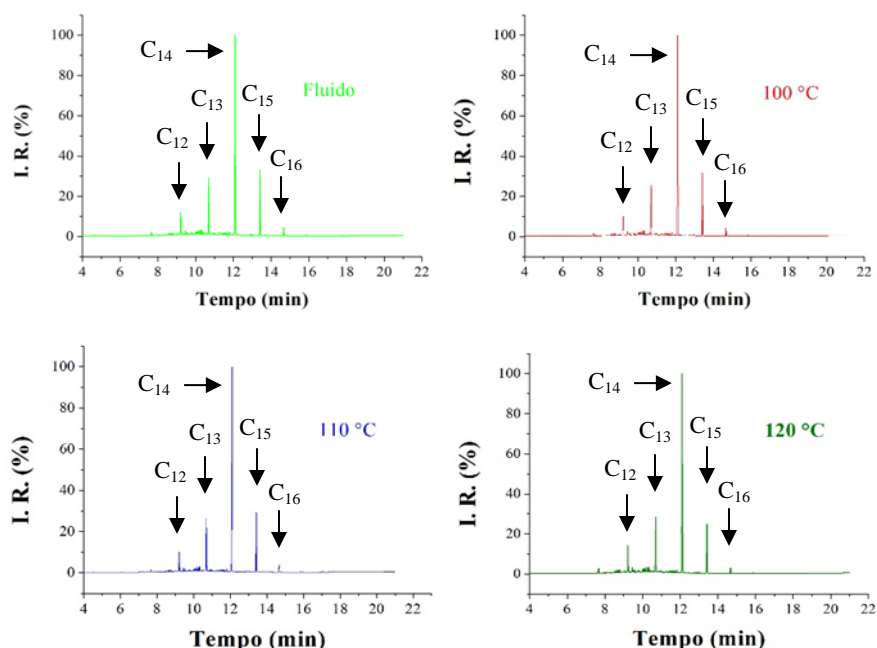 I. R. (%)
100
80
60
40
20
0
C₁₄
C₁₃
C₁₂
C₁₅
C₁₆
Fluido
4 6 8 10 12 14 16 18 20 22
Tempo (min)
I. R. (%)
100
80
60
40
20
0
C₁₄
C₁₃
C₁₂
C₁₅
C₁₆
100 °C
4 6 8 10 12 14 16 18 20 22
Tempo (min)
I. R. (%)
100
80
60
40
20
0
C₁₄
C₁₃
C₁₂
C₁₅
C₁₆
110 °C
4 6 8 10 12 14 16 18 20 22
Tempo (min)
I. R. (%)
100
80
60
40
20
0
C₁₄
C₁₃
C₁₂
C₁₅
C₁₆
120 °C
4 6 8 10 12 14 16 18 20 22
Tempo (min)